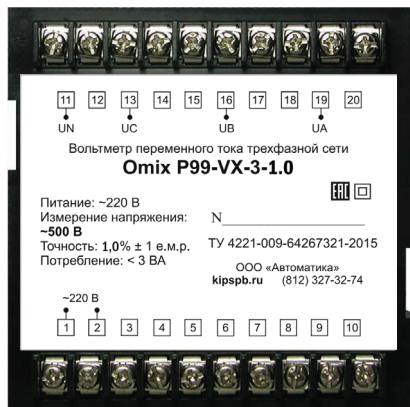 11 12 13 14 15 16 17 18 19 20
UN UC UB UA
Вольтметр переменного тока трехфазной сети
Omix P99-VX-3-1.0
EAC
Питание: ~220 В
Измерение напряжения:
~500 В
Точность: 1,0% ± 1 е.м.р.
Потребление: < 3 ВА
N
ТУ 4221-009-64267321-2015
ООО «Автоматика»
kipspb.ru (812) 327-32-74
~220 В
1 2 3 4 5 6 7 8 9 10